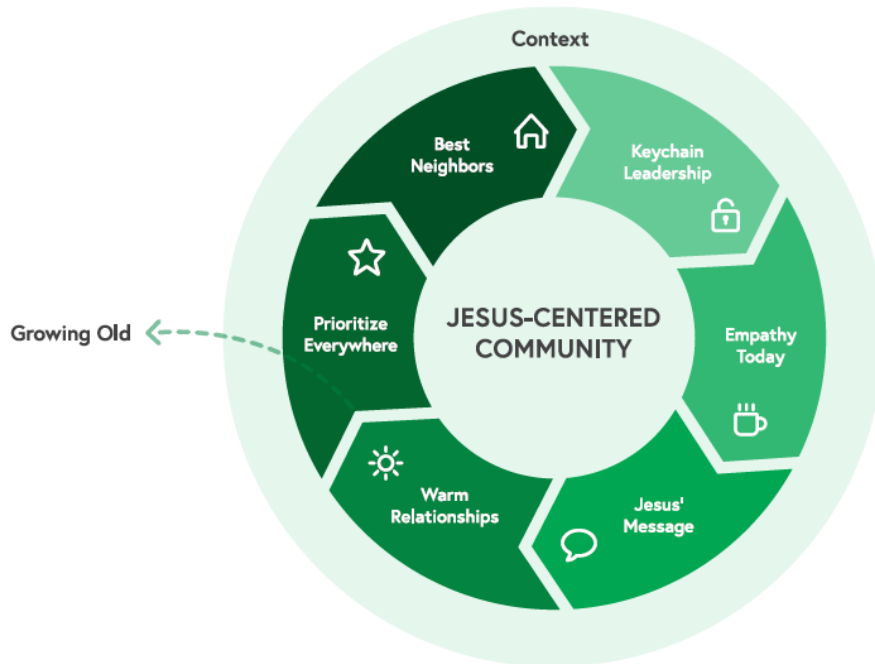 Context
Best
Neighbors
Keychain
Leadership
JESUS-CENTERED
COMMUNITY
Growing Old
Prioritize
Everywhere
Empathy
Today
Warm
Relationships
Jesus'
Message